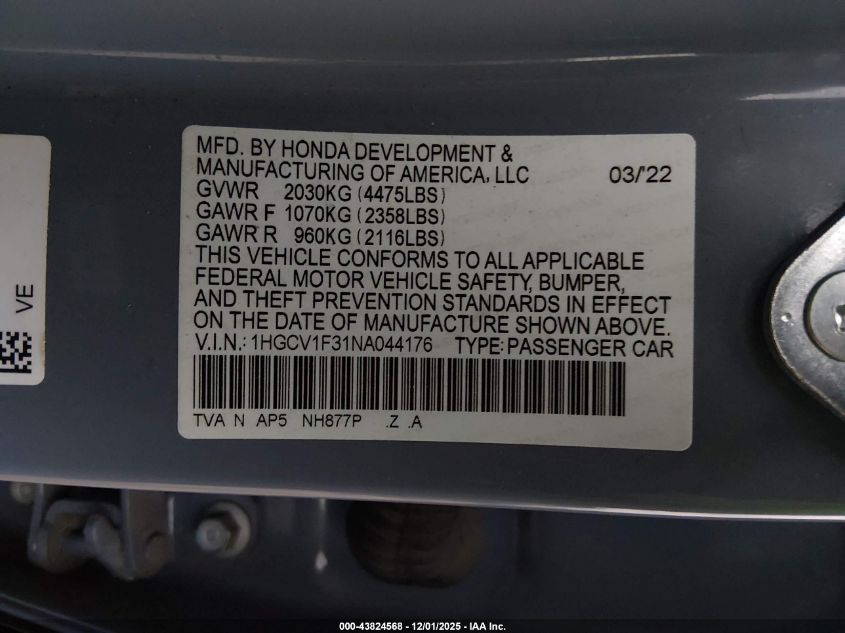 MFD. BY HONDA DEVELOPMENT &
MANUFACTURING OF AMERICA, LLC 03/'22
GVWR 2030KG (4475LBS)
GAWR F 1070KG (2358LBS)
GAWR R 960KG (2116LBS)
THIS VEHICLE CONFORMS TO ALL APPLICABLE
FEDERAL MOTOR VEHICLE SAFETY, BUMPER,
AND THEFT PREVENTION STANDARDS IN EFFECT
ON THE DATE OF MANUFACTURE SHOWN ABOVE.
V.I.N.: 1HGCV1F31NA044176 TYPE: PASSENGER CAR
TVA N AP5 NH877P .Z .A
VE
000-43824568 - 12/01/2025 - IAA Inc.